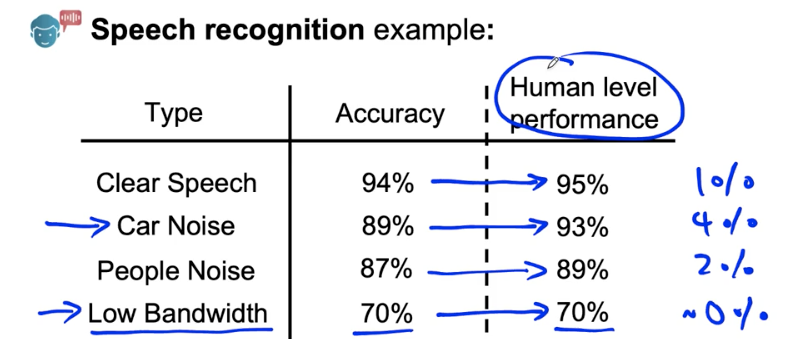 Speech recognition example:
Human level
Type Accuracy performance
Clear Speech 94% 95% 1%
Car Noise 89% 93% 4%
People Noise 87% 89% 2%
Low Bandwidth 70% 70% ~0%